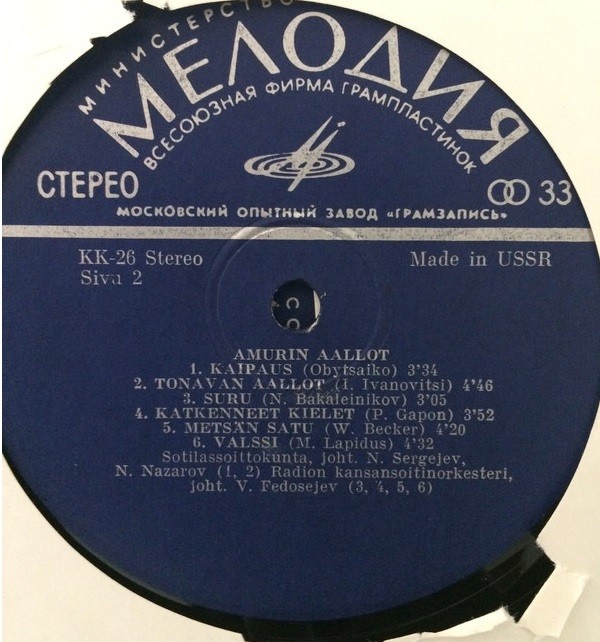 МИНИСТЕРСТВО
МЕЛОДИЯ
ВСЕСОЮЗНАЯ ФИРМА ГРАМПЛАСТИНОК
СТЕРЕО
33
МОСКОВСКИЙ ОПЫТНЫЙ ЗАВОД «ГРАМЗАПИСЬ»
KK-26 Stereo
Made in USSR
Sivu 2
AMURIN AALLOT
1. KAIPAUS (Obytsaiko) 3'34
2. TONAVAN AALLOT (I. Ivanovitsi) 4'46
3. SURU (N. Bakaleinikov) 3'05
4. KATKENNEET KIELET (P. Gapon) 3'52
5. METSÄN SATU (W. Becker) 4'20
6. VALSSI (M. Lapidus) 4'32
Sotilassoittokunta, joht. N. Sergejev,
N. Nazarov (1, 2) Radion kansansoitinorkesteri,
joht. V. Fedosejev (3, 4, 5, 6)